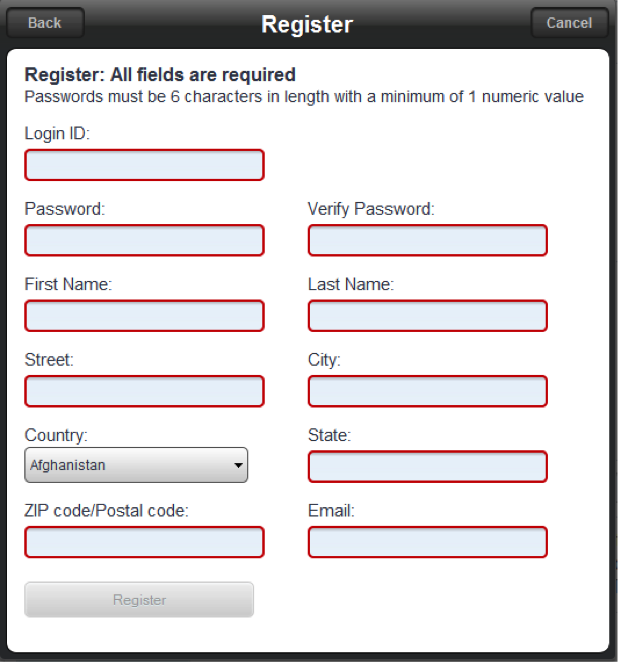 Back Register Cancel
Register: All fields are required
Passwords must be 6 characters in length with a minimum of 1 numeric value
Login ID:
Password: Verify Password:
First Name: Last Name:
Street: City:
Country: State:
Afghanistan
ZIP code/Postal code: Email:
Register